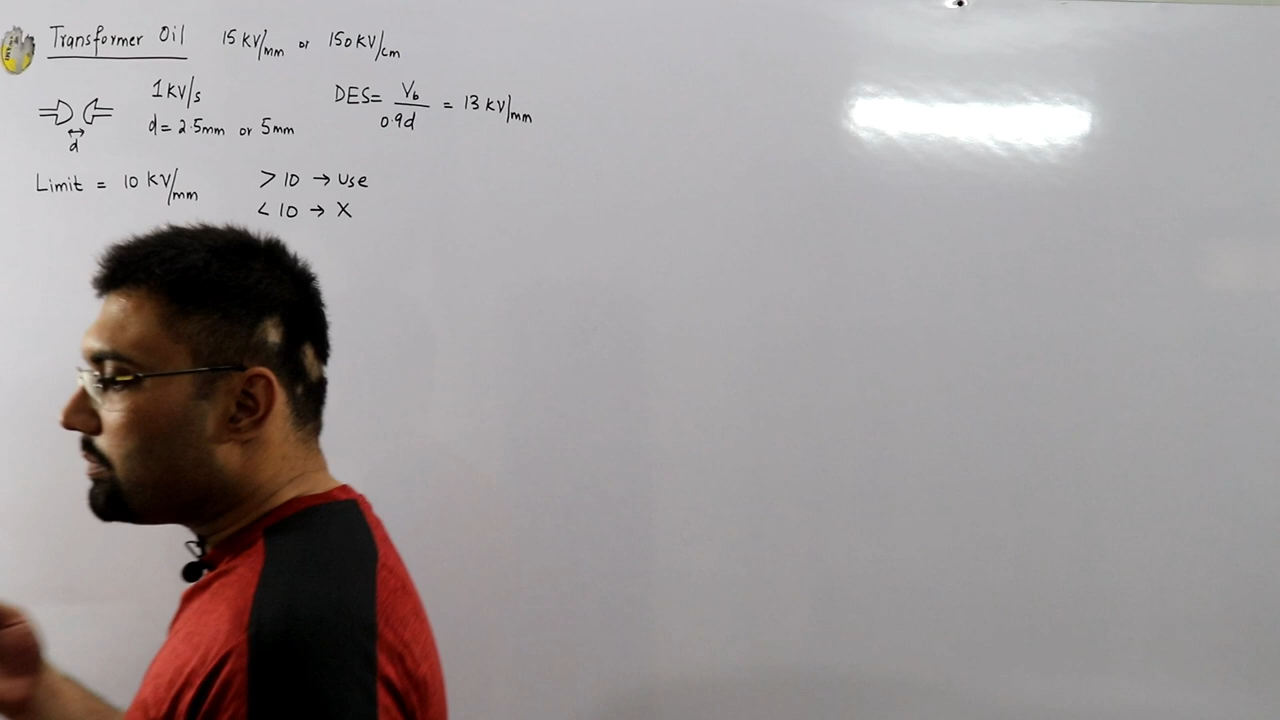 Transformer Oil 15 KV/mm or 150 KV/cm
1 KV/s
d = 2.5mm or 5mm
d
DES = Vb / 0.9d = 13 KV/mm
Limit = 10 KV/mm
> 10 → use
< 10 → X